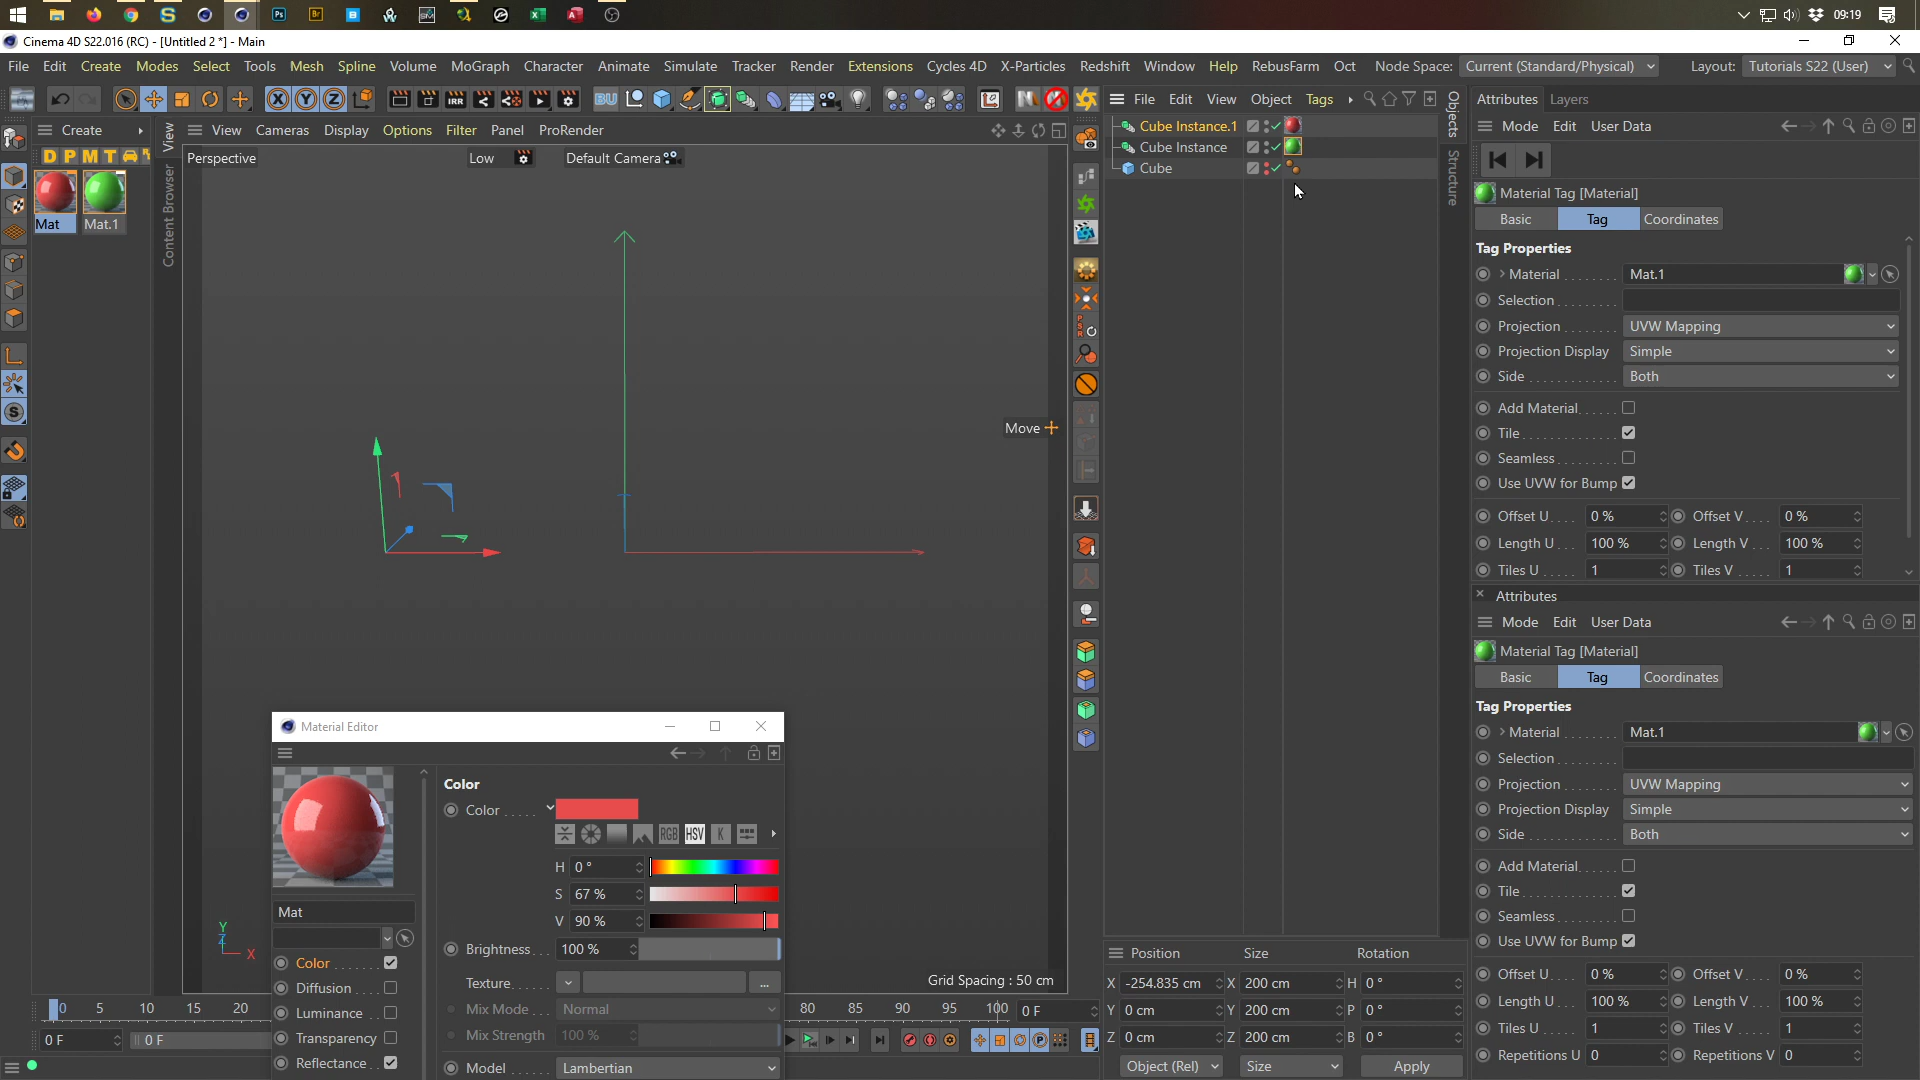 09:19
Cinema 4D S22.016 (RC) - [Untitled 2 *] - Main
File Edit Create Modes Select Tools Mesh Spline Volume MoGraph Character Animate Simulate Tracker Render Extensions Cycles 4D X-Particles Redshift Window Help RebusFarm Oct Node Space: Current (Standard/Physical) Layout: Tutorials S22 (User)
File Edit View Object Tags
Attributes Layers
Create
View Cameras Display Options Filter Panel ProRender
Mode Edit User Data
D P M T
Perspective
Low
Default Camera
View
Content Browser
Objects
Structure
Cube Instance.1
Cube Instance
Cube
Mat
Mat.1
Move
Grid Spacing : 50 cm
Y
Z
X
Material Tag [Material]
Basic Tag Coordinates
Tag Properties
Material Mat.1
Selection
Projection UVW Mapping
Projection Display Simple
Side Both
Add Material
Tile
Seamless
Use UVW for Bump
Offset U 0 % Offset V 0 %
Length U 100 % Length V 100 %
Tiles U 1 Tiles V 1
Attributes
Mode Edit User Data
Material Tag [Material]
Basic Tag Coordinates
Tag Properties
Material Mat.1
Selection
Projection UVW Mapping
Projection Display Simple
Side Both
Add Material
Tile
Seamless
Use UVW for Bump
Offset U 0 % Offset V 0 %
Length U 100 % Length V 100 %
Tiles U 1 Tiles V 1
Repetitions U 0 Repetitions V 0
Material Editor
Color
Color
RGB HSV K
H 0 °
S 67 %
V 90 %
Brightness 100 %
Texture ...
Mix Mode Normal
Mix Strength 100 %
Model Lambertian
Mat
Color
Diffusion
Luminance
Transparency
Reflectance
0 5 10 15 20 80 85 90 95 100 0 F
0 F 0 F
Position Size Rotation
X -254.835 cm X 200 cm H 0 °
Y 0 cm Y 200 cm P 0 °
Z 0 cm Z 200 cm B 0 °
Object (Rel) Size Apply